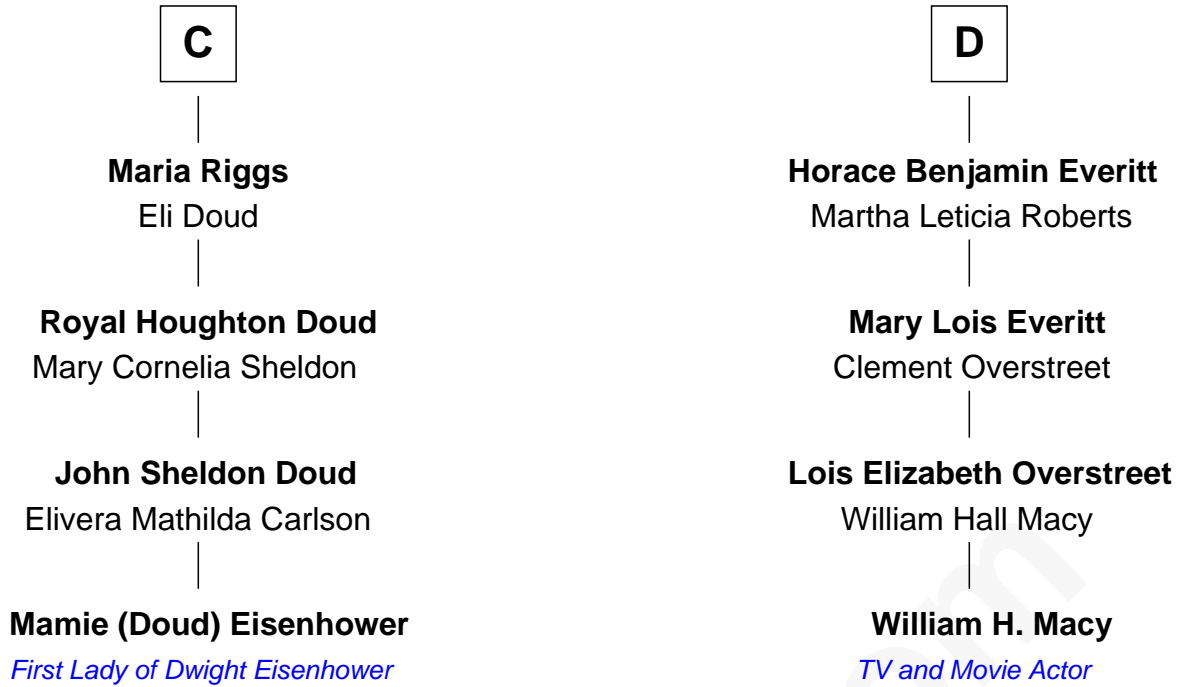 C
Maria Riggs
Eli Doud
Royal Houghton Doud
Mary Cornelia Sheldon
John Sheldon Doud
Elivera Mathilda Carlson
Mamie (Doud) Eisenhower
First Lady of Dwight Eisenhower
D
Horace Benjamin Everitt
Martha Leticia Roberts
Mary Lois Everitt
Clement Overstreet
Lois Elizabeth Overstreet
William Hall Macy
William H. Macy
TV and Movie Actor